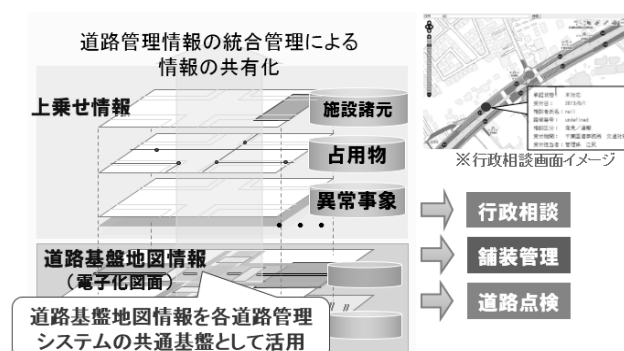 道路管理情報の統合管理による
情報の共有化
上乗せ情報
施設諸元
占用物
異常事象
道路基盤地図情報
(電子化図面)
道路基盤地図情報を各道路管理
システムの共通基盤として活用
※行政相談画面イメージ
行政相談
舗装管理
道路点検